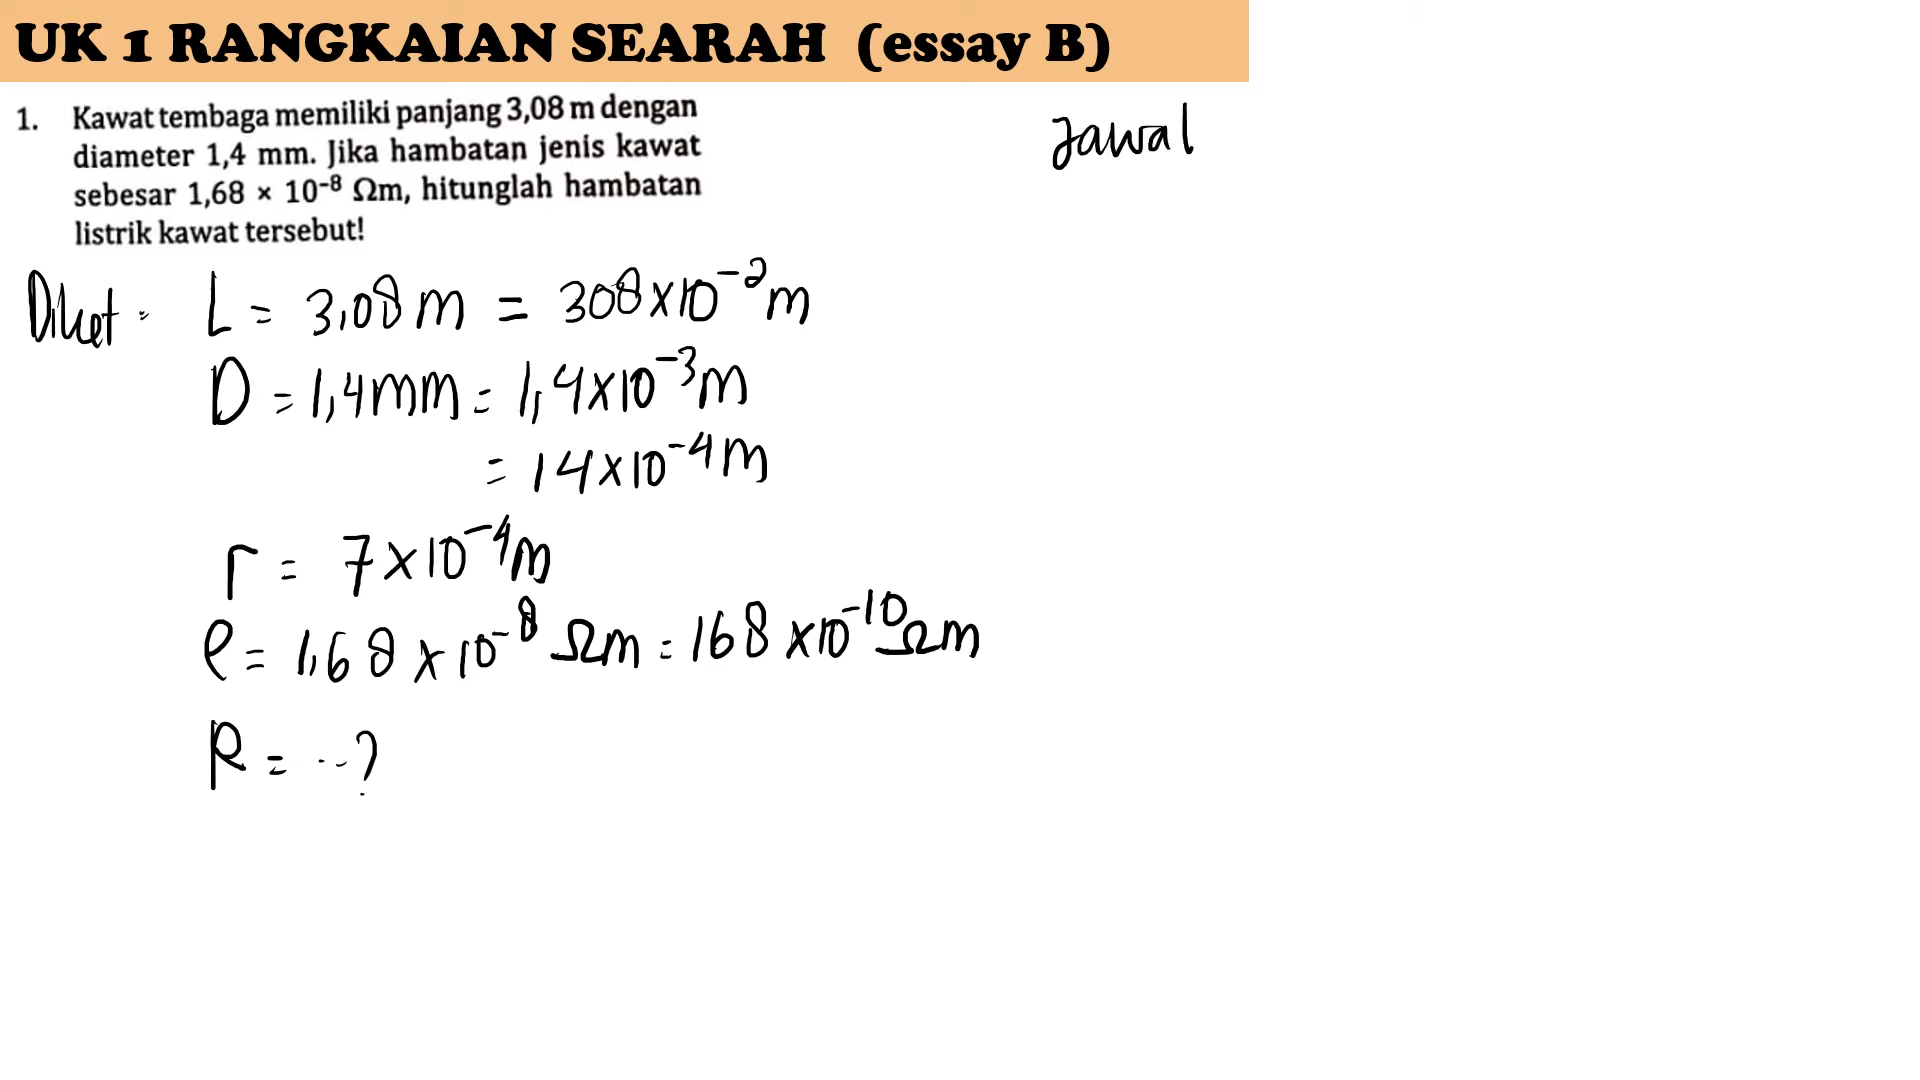 UK 1 RANGKAIAN SEARAH (essay B)
1. Kawat tembaga memiliki panjang 3,08 m dengan
diameter 1,4 mm. Jika hambatan jenis kawat
sebesar 1,68 × 10⁻⁸ Ωm, hitunglah hambatan
listrik kawat tersebut!
Jawab
Diket : L = 3,08 m = 308 x 10⁻² m
D = 1,4 mm = 1,4 x 10⁻³ m
= 14 x 10⁻⁴ m
r = 7 x 10⁻⁴ m
ρ = 1,68 x 10⁻⁸ Ωm = 168 x 10⁻¹⁰ Ωm
R = ...?